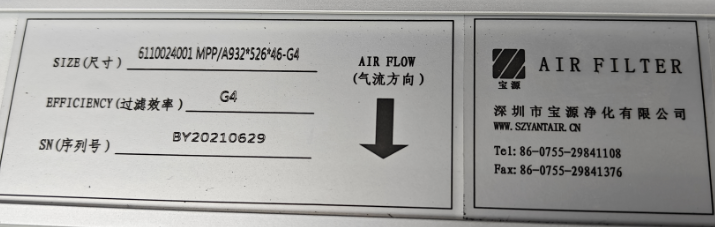 SIZE(尺寸) 6110024001 MPP/A932*526*46-G4
EFFICIENCY(过滤效率) G4
SN(序列号) BY20210629
AIR FLOW
(气流方向)
宝源
AIR FILTER
深圳市宝源净化有限公司
WWW.SZYANTAIR.CN
Tel: 86-0755-29841108
Fax: 86-0755-29841376